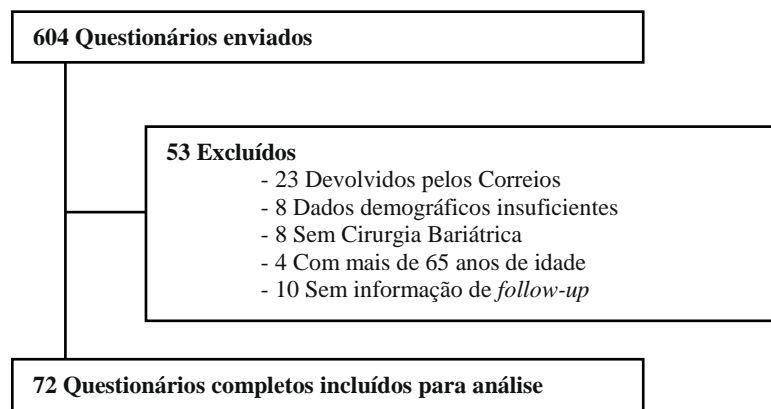 604 Questionários enviados
53 Excluídos
- 23 Devolvidos pelos Correios
- 8 Dados demográficos insuficientes
- 8 Sem Cirurgia Bariátrica
- 4 Com mais de 65 anos de idade
- 10 Sem informação de follow-up
72 Questionários completos incluídos para análise